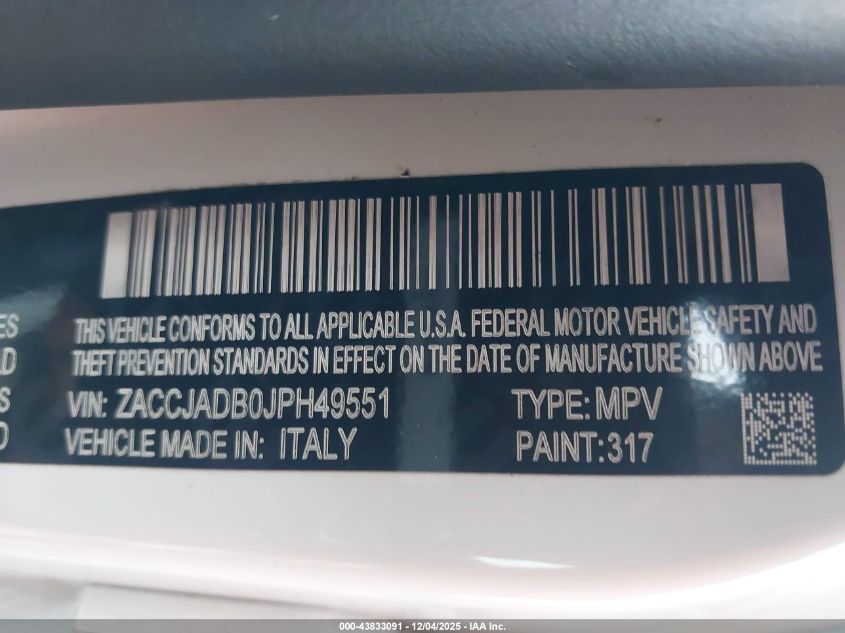 ES
THIS VEHICLE CONFORMS TO ALL APPLICABLE U.S.A. FEDERAL MOTOR VEHICLE SAFETY AND
LD
THEFT PREVENTION STANDARDS IN EFFECT ON THE DATE OF MANUFACTURE SHOWN ABOVE
S
VIN: ZACCJADB0JPH49551 TYPE: MPV
VEHICLE MADE IN: ITALY PAINT: 317
000-43833091 - 12/04/2025 - IAA Inc.